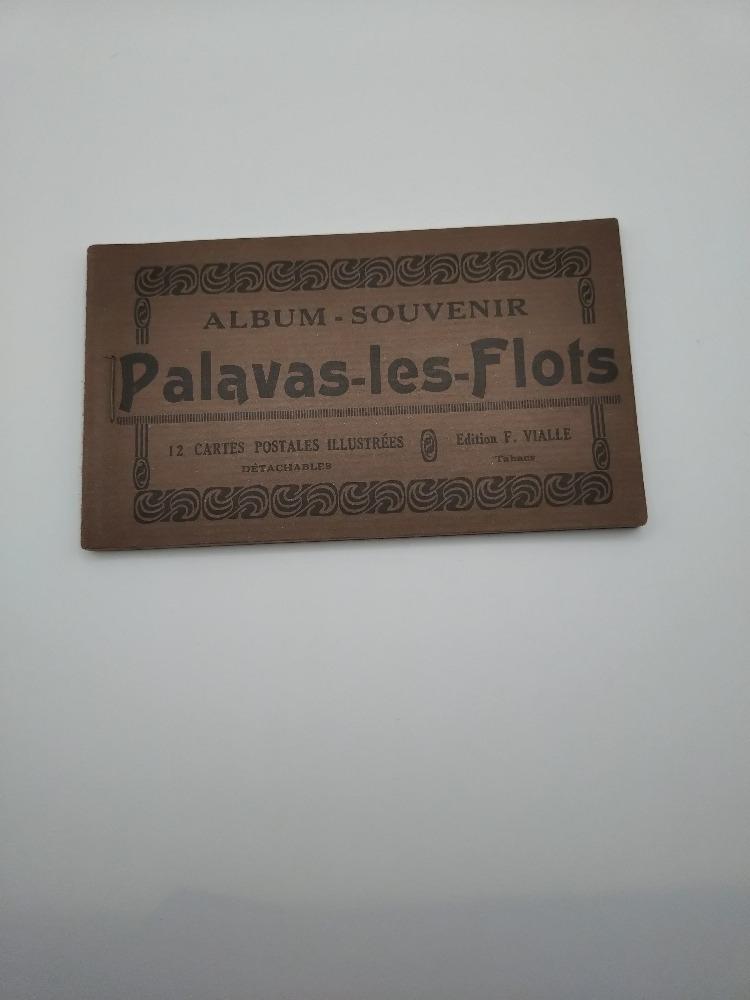 ALBUM - SOUVENIR
Palavas-les-Flots
12 CARTES POSTALES ILLUSTRÉES
DÉTACHABLES
Edition F. VIALLE
Tabacs